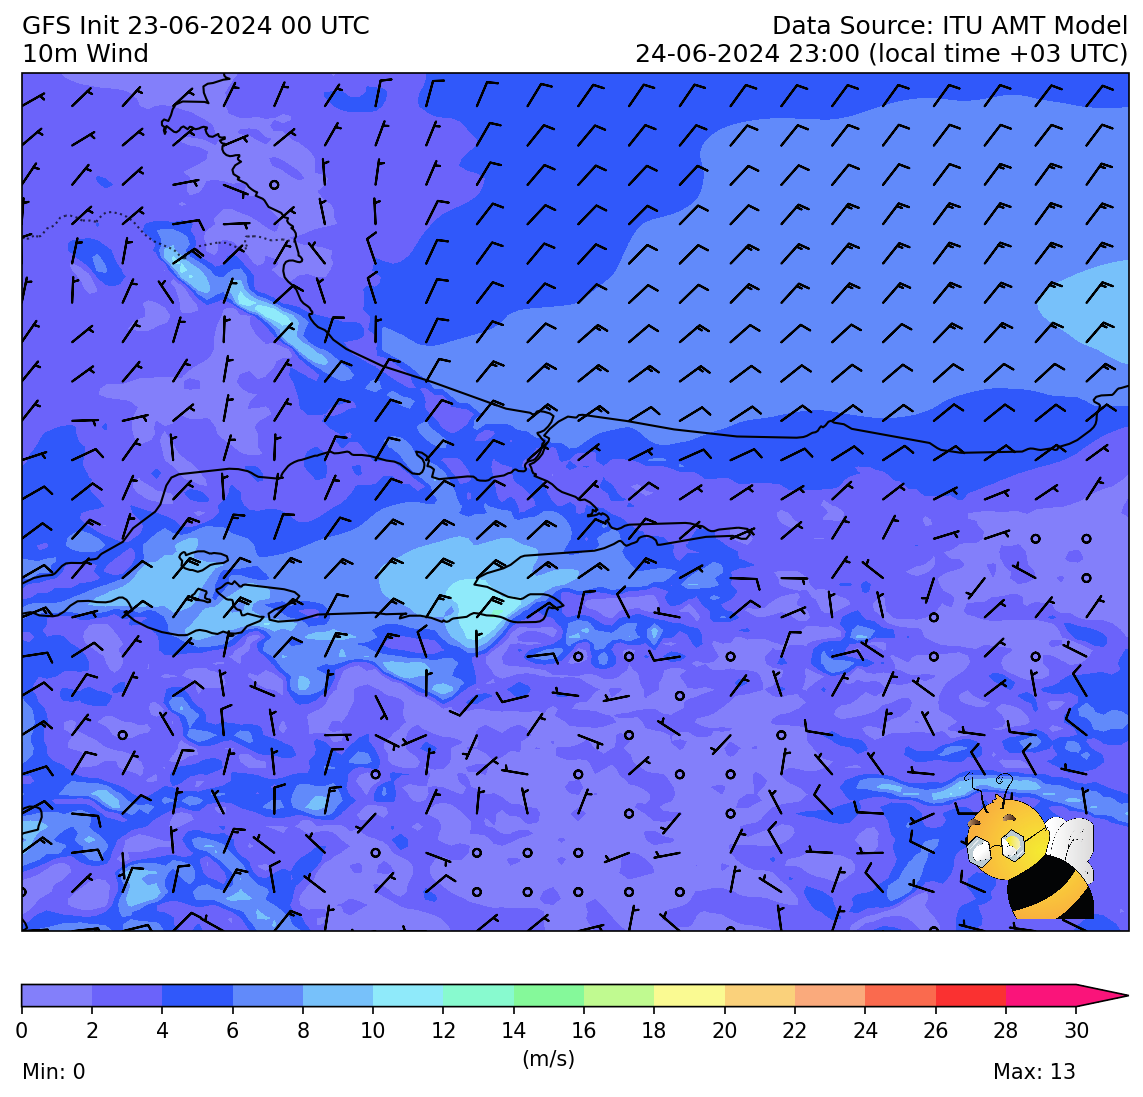 GFS Init 23-06-2024 00 UTC
Data Source: ITU AMT Model
10m Wind
24-06-2024 23:00 (local time +03 UTC)
0 2 4 6 8 10 12 14 16 18 20 22 24 26 28 30
(m/s)
Min: 0
Max: 13